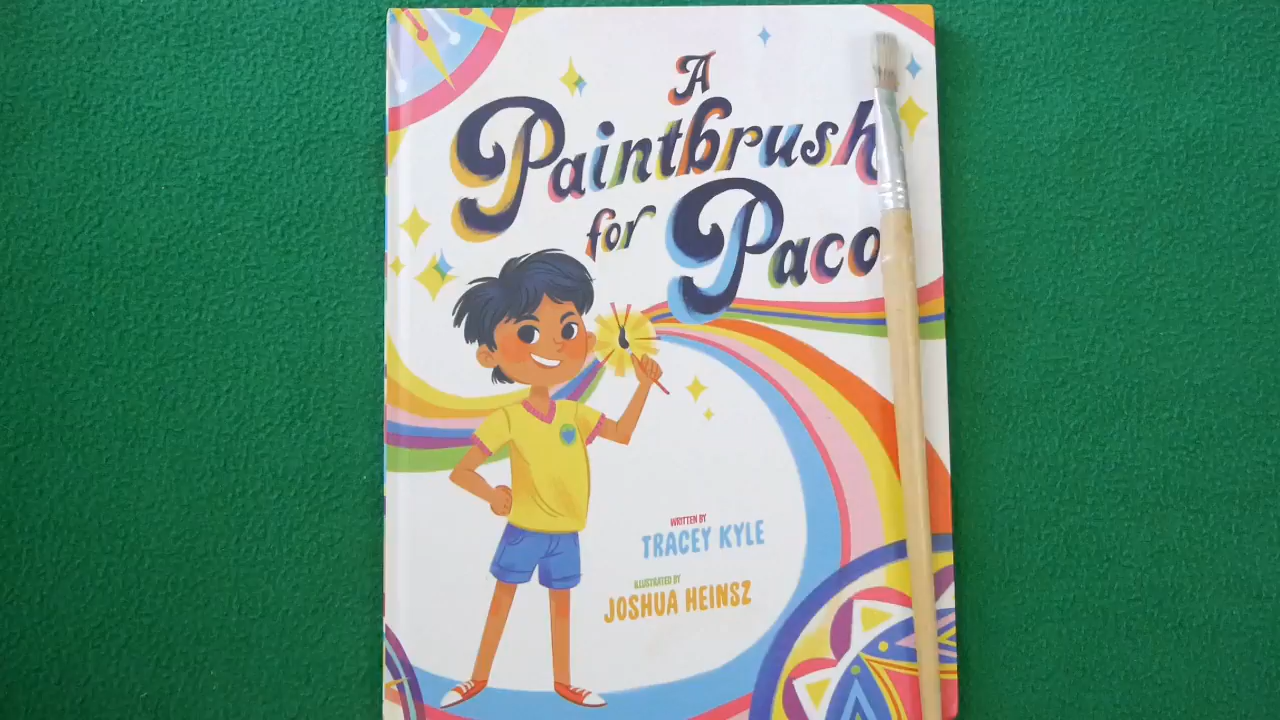 A
Paintbrush
for Paco
WRITTEN BY
TRACEY KYLE
ILLUSTRATED BY
JOSHUA HEINSZ